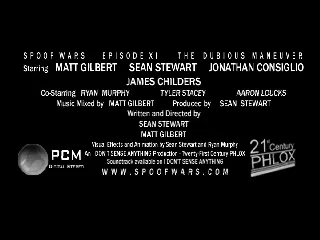 SPOOF WARS EPISODE XI THE DUBIOUS MANEUVER
Starring MATT GILBERT SEAN STEWART JONATHAN CONSIGLIO
JAMES CHILDERS
Co-Starring RYAN MURPHY TYLER STACEY AARON LOUCKS
Music Mixed by MATT GILBERT Produced by SEAN STEWART
Written and Directed by
SEAN STEWART
MATT GILBERT
Visual Effects and Animation by Sean Stewart and Ryan Murphy
An I DON'T SENSE ANYTHING Production - Twenty First Century PHLOX
Soundtrack available on I DON'T SENSE ANYTHING
WWW.SPOOFWARS.COM
PCM
21st Century
PHLOX